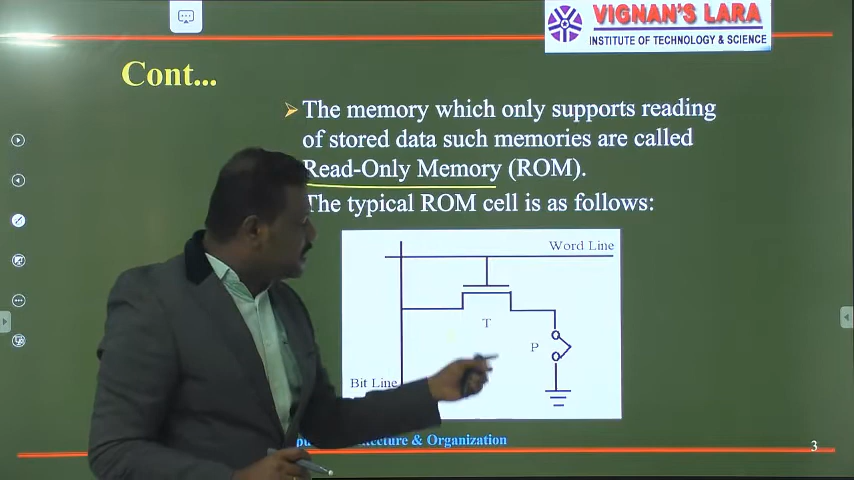 VIGNAN'S LARA
INSTITUTE OF TECHNOLOGY & SCIENCE
Cont...
The memory which only supports reading
of stored data such memories are called
Read-Only Memory (ROM).
The typical ROM cell is as follows:
Word Line
T
P
Bit Line
& Organization
3